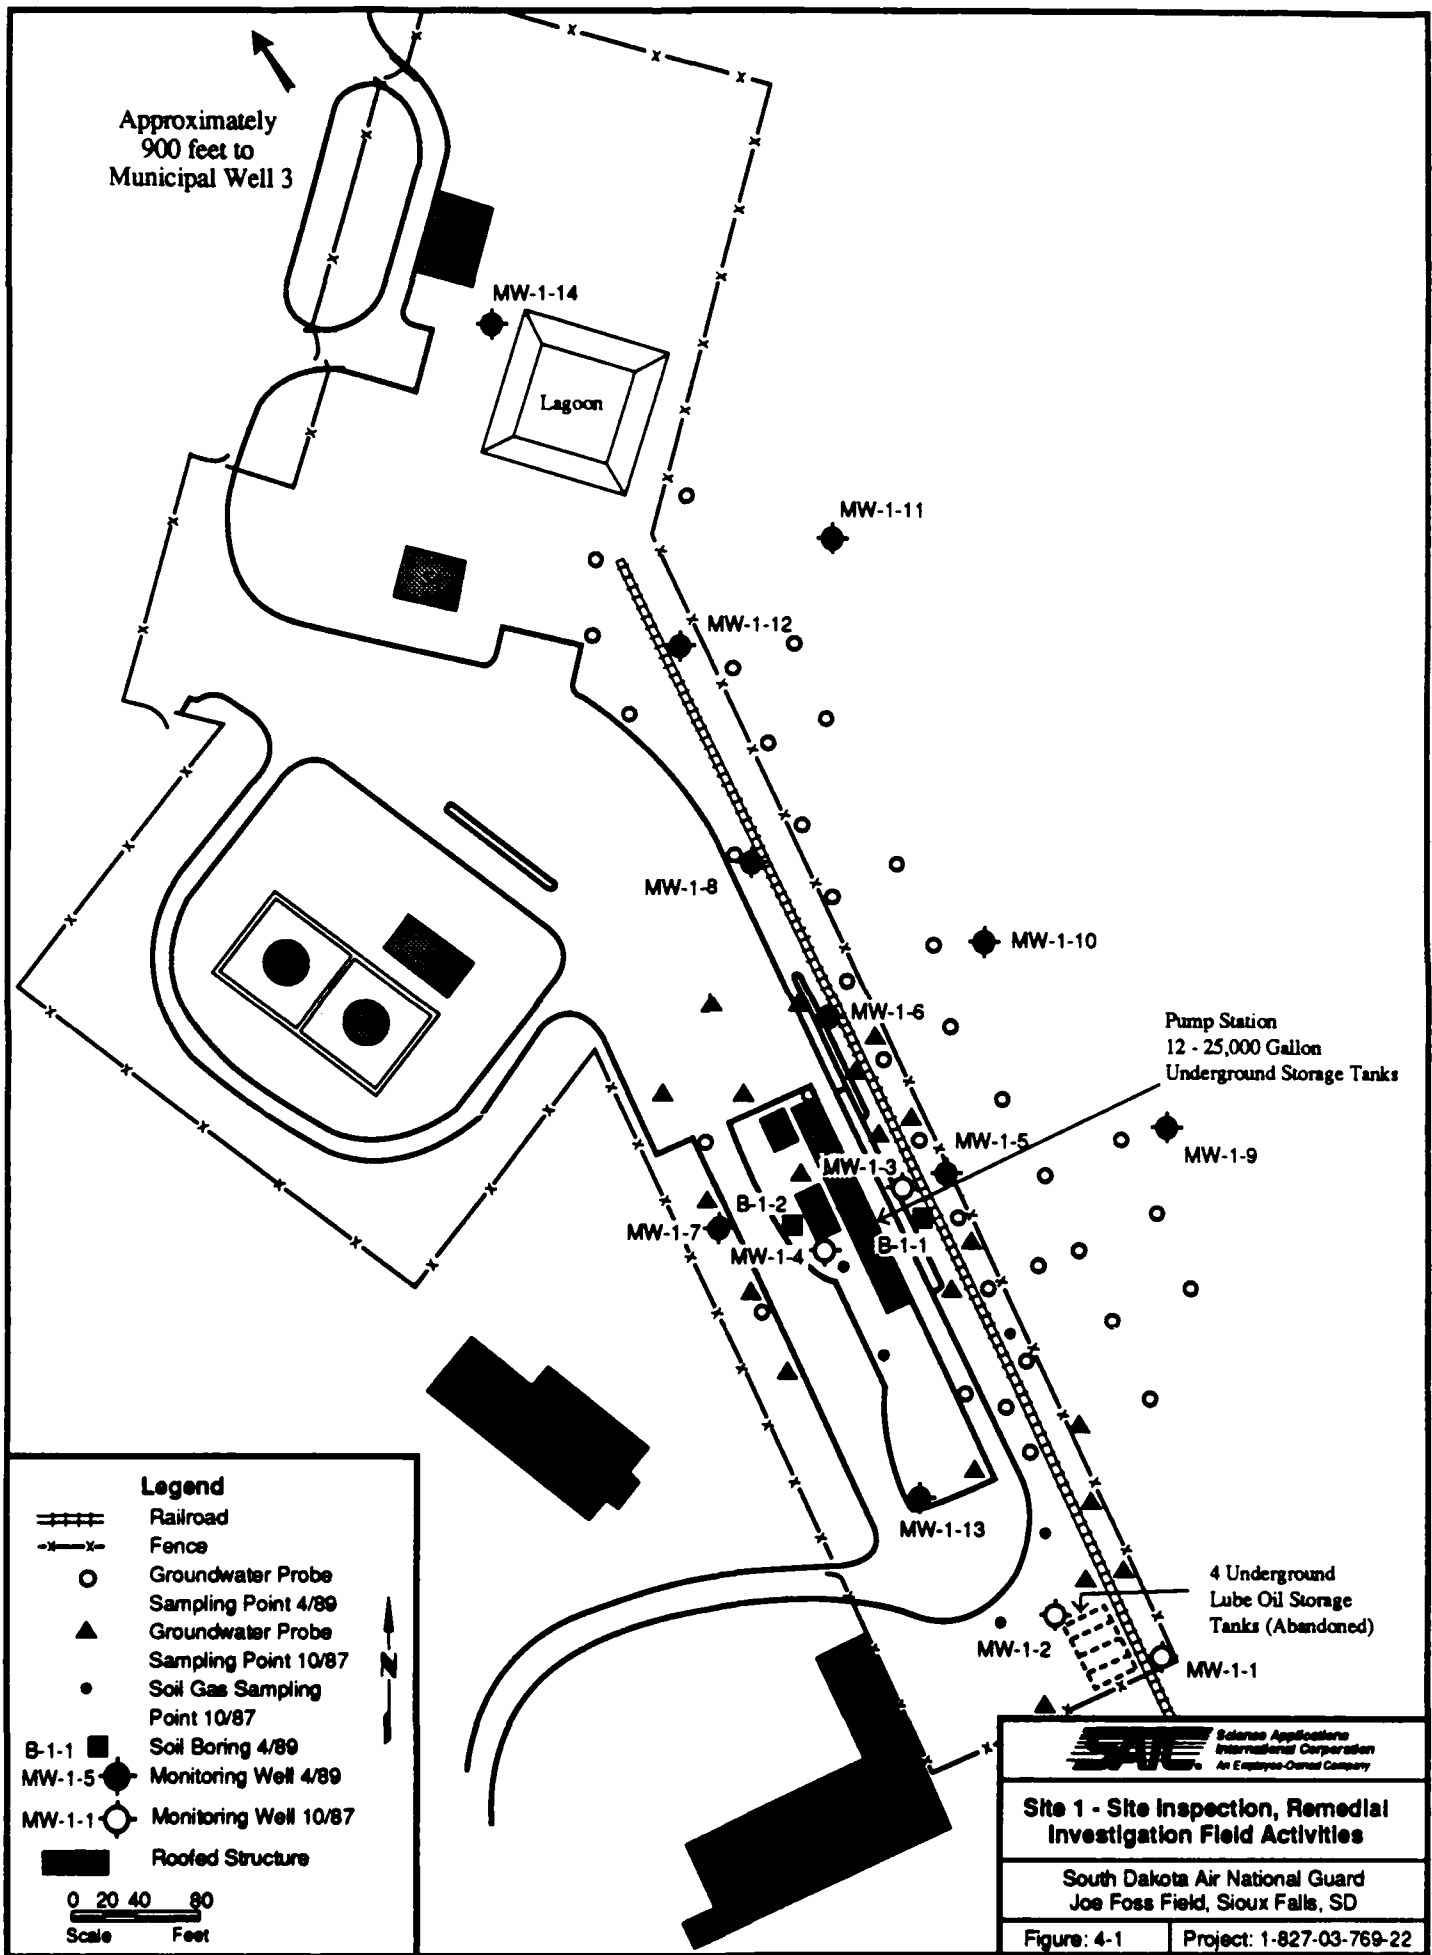 Approximately
900 feet to
Municipal Well 3
MW-1-14
Lagoon
MW-1-11
MW-1-12
MW-1-8
MW-1-10
MW-1-6
Pump Station
12 - 25,000 Gallon
Underground Storage Tanks
MW-1-5
MW-1-9
MW-1-3
B-1-2
MW-1-7
MW-1-4
B-1-1
MW-1-13
4 Underground
Lube Oil Storage
Tanks (Abandoned)
MW-1-2
MW-1-1
Legend
Railroad
Fence
Groundwater Probe
Sampling Point 4/89
Groundwater Probe
Sampling Point 10/87
Soil Gas Sampling
Point 10/87
B-1-1 Soil Boring 4/89
MW-1-5 Monitoring Well 4/89
MW-1-1 Monitoring Well 10/87
Roofed Structure
N
0 20 40 80
Scale Feet
SAIC
Science Applications
International Corporation
An Employee-Owned Company
Site 1 - Site Inspection, Remedial
Investigation Field Activities
South Dakota Air National Guard
Joe Foss Field, Sioux Falls, SD
Figure: 4-1 Project: 1-827-03-769-22